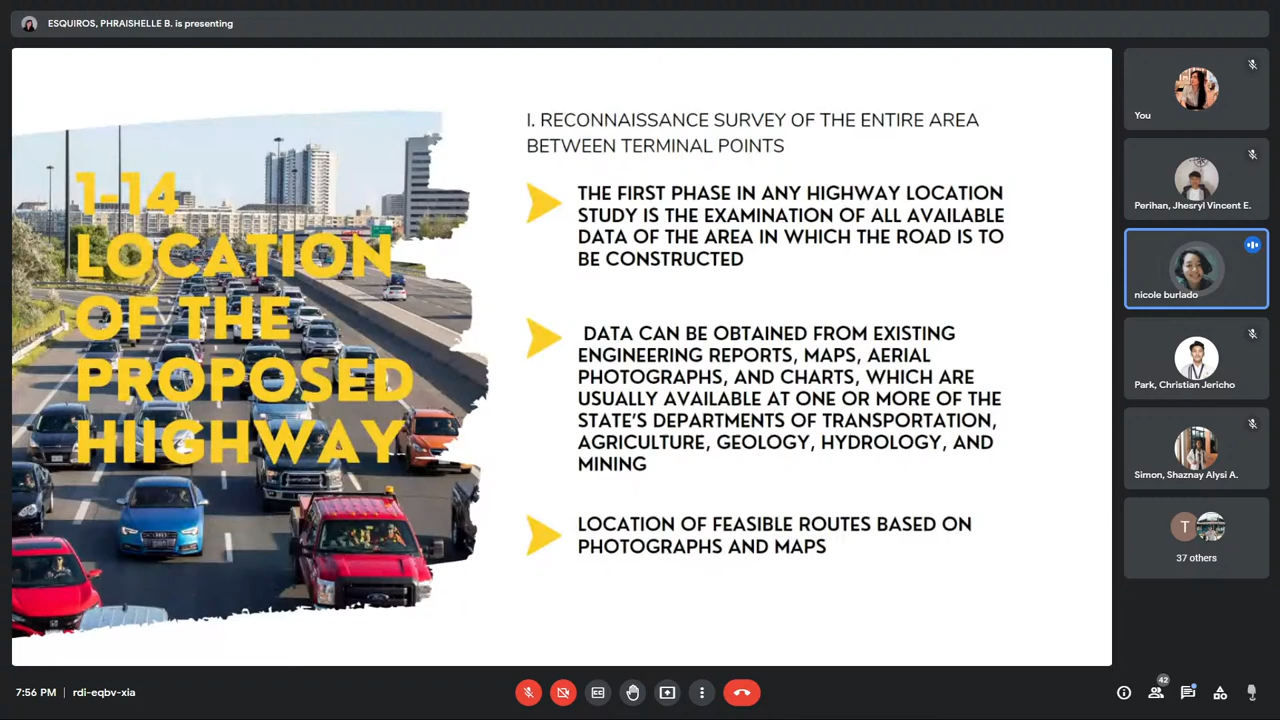 ESQUIROS, PHRAISHELLE B. is presenting
1-14
LOCATION
OF THE
PROPOSED
HIIGHWAY
I. RECONNAISSANCE SURVEY OF THE ENTIRE AREA
BETWEEN TERMINAL POINTS
THE FIRST PHASE IN ANY HIGHWAY LOCATION
STUDY IS THE EXAMINATION OF ALL AVAILABLE
DATA OF THE AREA IN WHICH THE ROAD IS TO
BE CONSTRUCTED
DATA CAN BE OBTAINED FROM EXISTING
ENGINEERING REPORTS, MAPS, AERIAL
PHOTOGRAPHS, AND CHARTS, WHICH ARE
USUALLY AVAILABLE AT ONE OR MORE OF THE
STATE'S DEPARTMENTS OF TRANSPORTATION,
AGRICULTURE, GEOLOGY, HYDROLOGY, AND
MINING
LOCATION OF FEASIBLE ROUTES BASED ON
PHOTOGRAPHS AND MAPS
You
Perihan, Jhesryl Vincent E.
nicole burlado
Park, Christian Jericho
Simon, Shaznay Alysi A.
T
37 others
7:56 PM | rdi-eqbv-xia
42